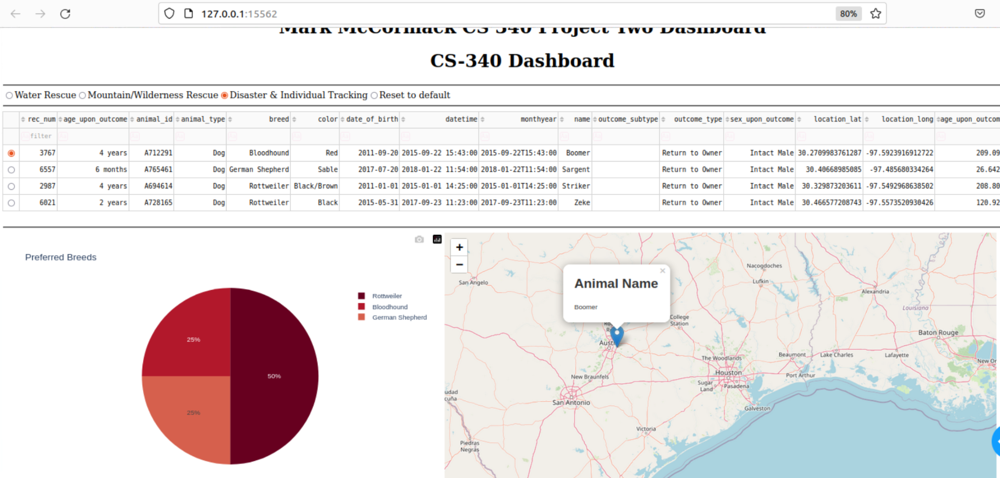 127.0.0.1:15562
80%
Mark McCormack CS 340 Project Two Dashboard
CS-340 Dashboard
Water Rescue Mountain/Wilderness Rescue Disaster & Individual Tracking Reset to default
rec_num age_upon_outcome animal_id animal_type breed color date_of_birth datetime monthyear name outcome_subtype outcome_type sex_upon_outcome location_lat location_long age_upon_outcom
filter
3767 4 years A712291 Dog Bloodhound Red 2011-09-20 2015-09-22 15:43:00 2015-09-22T15:43:00 Boomer Return to Owner Intact Male 30.2709983761287 -97.5923916912722 209.09
6557 6 months A765461 Dog German Shepherd Sable 2017-07-20 2018-01-22 11:54:00 2018-01-22T11:54:00 Sargent Return to Owner Intact Male 30.40668985085 -97.485680334264 26.642
2987 4 years A694614 Dog Rottweiler Black/Brown 2011-01-01 2015-01-01 14:25:00 2015-01-01T14:25:00 Striker Return to Owner Intact Male 30.329873203611 -97.5492968638502 208.80
6021 2 years A728165 Dog Rottweiler Black 2015-05-31 2017-09-23 11:23:00 2017-09-23T11:23:00 Zeke Return to Owner Intact Male 30.466577208743 -97.5573520930426 120.92
Preferred Breeds
Rottweiler
Bloodhound
German Shepherd
25%
50%
25%
+
−
Animal Name
Boomer
Nacogdoches
San Angelo
Lufkin
Alexandria
Louisiana
College
Station
Ro
R
Baton Rouge
Aust
Beaumont
Lake Charles
Lafayette
The Woodlands
New Or
Houston
Port Arthur
New Braunfels
Sugar
Land
Pasadena
udad
cuña
San Antonio
Galveston
Victoria
Piedras
Negras